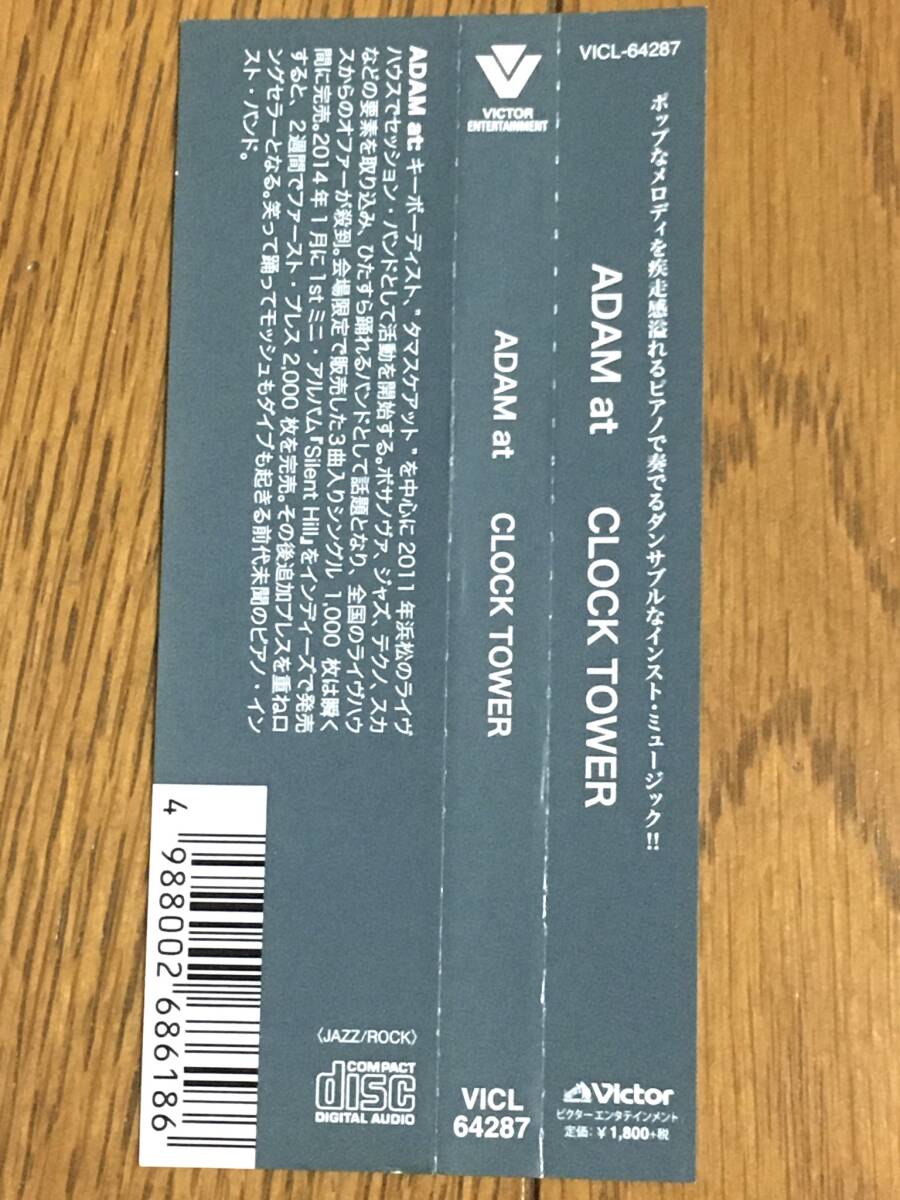 VICL-64287
ポップなメロディを疾走感溢れるピアノで奏でるダンサブルなインスト・ミュージック!!
ADAM at CLOCK TOWER
Victor
ビクターエンタテインメント
定価:¥1,800+税
VICTOR
ENTERTAINMENT
ADAM at CLOCK TOWER
VICL
64287
ADAM at: キーボーディスト、"タマスケアット"を中心に2011年浜松のライヴ
ハウスでセッション・バンドとして活動を開始する。ボサノヴァ、ジャズ、テクノ、スカ
などの要素を取り込み、ひたすら踊れるバンドとして話題となり、全国のライヴハウ
スからのオファーが殺到。会場限定で販売した3曲入りシングル1,000枚は瞬く
間に完売。2014年1月に1stミニ・アルバム『Silent Hill』をインディーズで発売
すると、2週間でファースト・プレス2,000枚を完売。その後追加プレスを重ねロ
ングセラーとなる。笑って踊ってモッシュもダイブも起きる前代未聞のピアノ・イン
スト・バンド。
〈JAZZ/ROCK〉
COMPACT
disc
DIGITAL AUDIO
4 988002 686186